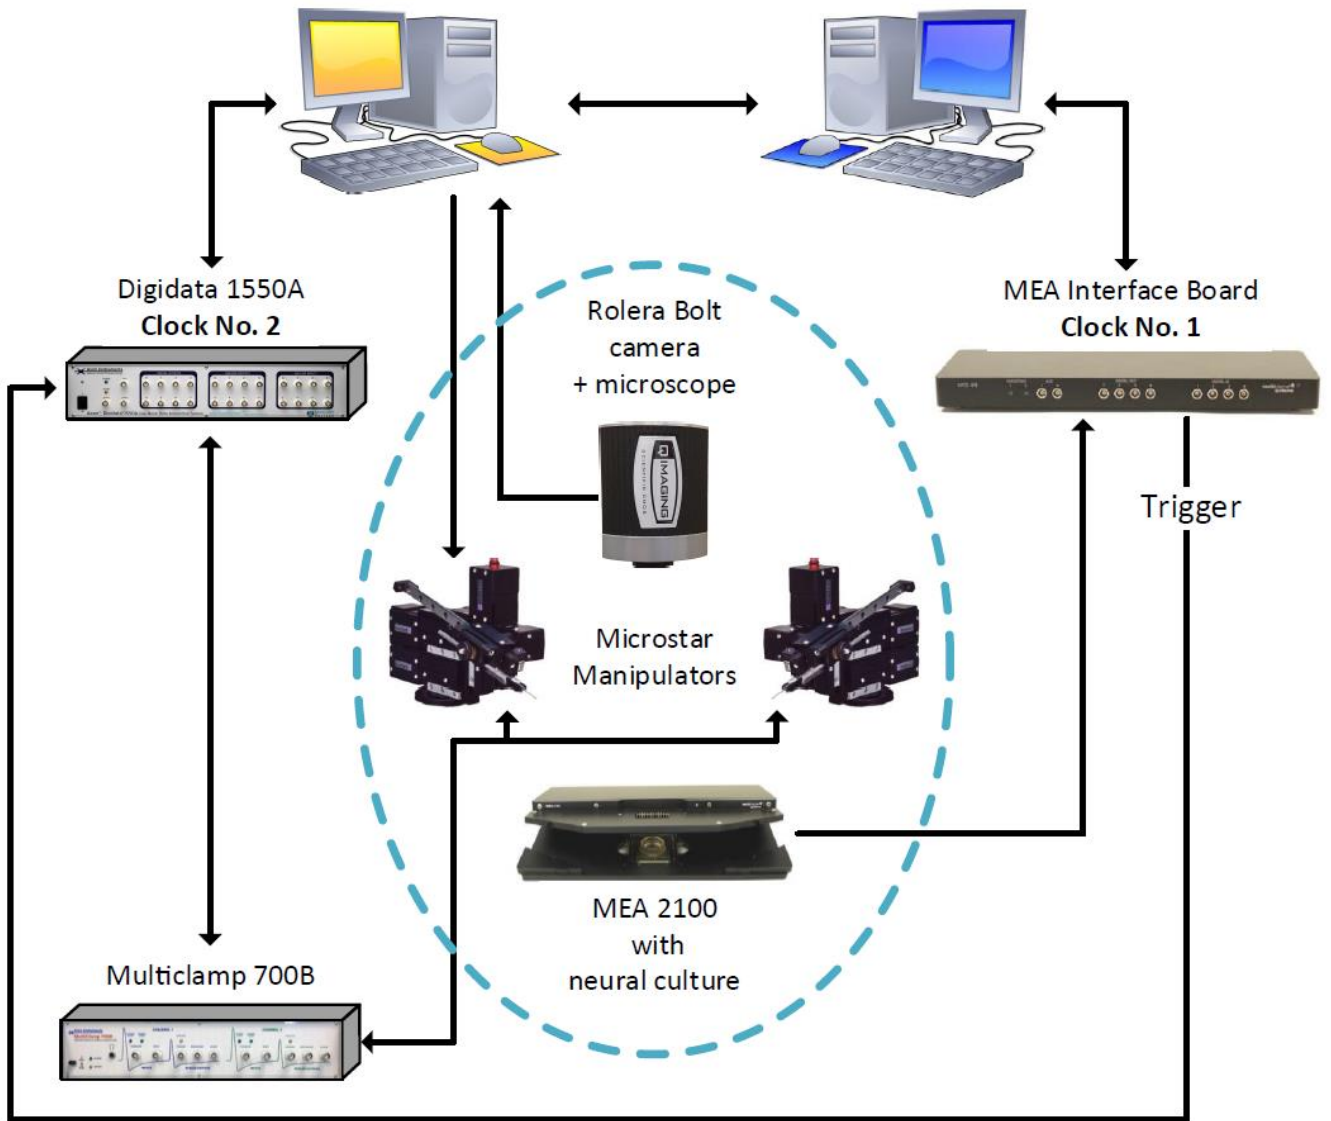 Digidata 1550A
Clock No. 2
Rolera Bolt
camera
+ microscope
MEA Interface Board
Clock No. 1
IMAGING
Trigger
Microstar
Manipulators
MEA 2100
with
neural culture
Multiclamp 700B